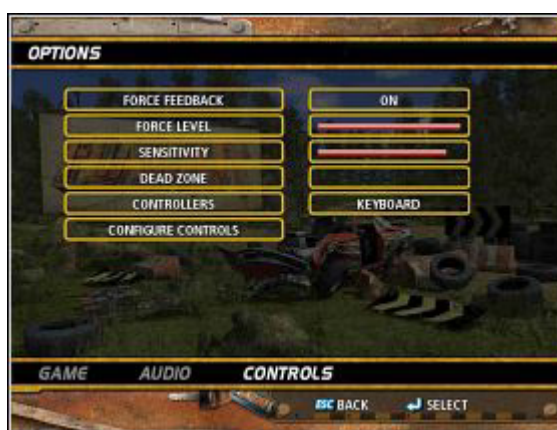 OPTIONS
FORCE FEEDBACK ON
FORCE LEVEL
SENSITIVITY
DEAD ZONE
CONTROLLERS KEYBOARD
CONFIGURE CONTROLS
GAME AUDIO CONTROLS
ESC BACK SELECT